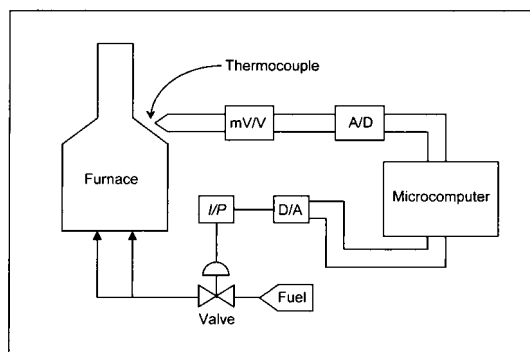 Thermocouple
mV/V
A/D
Furnace
Microcomputer
I/P
D/A
Fuel
Valve